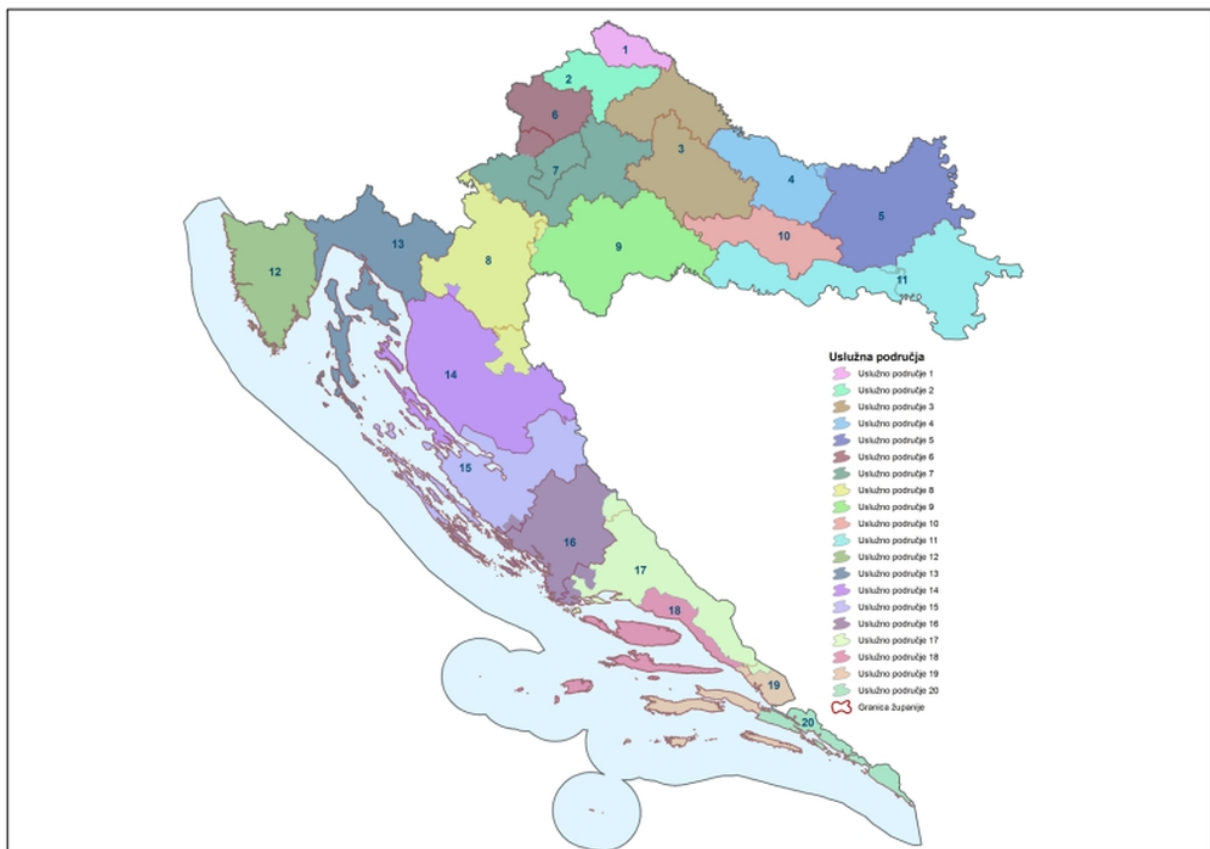 1
2
6
3
7
4
5
10
9
13
8
12
11
14
15
16
17
18
19
20
Uslužna područja
Uslužno područje 1
Uslužno područje 2
Uslužno područje 3
Uslužno područje 4
Uslužno područje 5
Uslužno područje 6
Uslužno područje 7
Uslužno područje 8
Uslužno područje 9
Uslužno područje 10
Uslužno područje 11
Uslužno područje 12
Uslužno područje 13
Uslužno područje 14
Uslužno područje 15
Uslužno područje 16
Uslužno područje 17
Uslužno područje 18
Uslužno područje 19
Uslužno područje 20
Granica županije